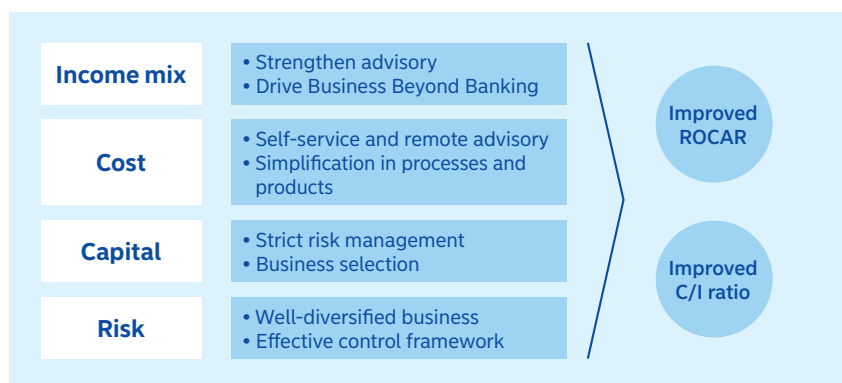 Income mix
• Strengthen advisory
• Drive Business Beyond Banking
Cost
• Self-service and remote advisory
• Simplification in processes and
products
Capital
• Strict risk management
• Business selection
Risk
• Well-diversified business
• Effective control framework
Improved
ROCAR
Improved
C/I ratio